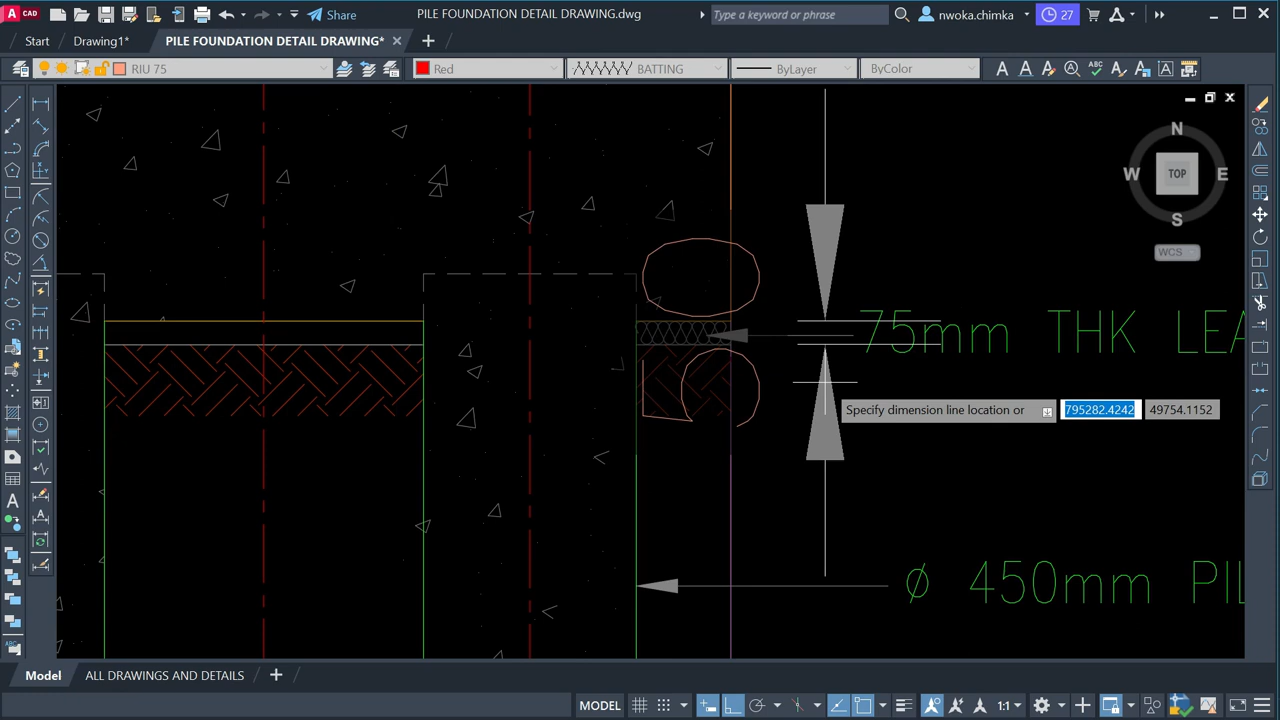 CAD
Share
PILE FOUNDATION DETAIL DRAWING.dwg
Type a keyword or phrase
nwoka.chimka
27
Start
Drawing1*
PILE FOUNDATION DETAIL DRAWING*
RIU 75
Red
BATTING
ByLayer
ByColor
N
W
TOP
E
S
WCS
75mm THK LEA
Specify dimension line location or
795282.4242
49754.1152
Ø 450mm PIL
Model
ALL DRAWINGS AND DETAILS
MODEL
1:1